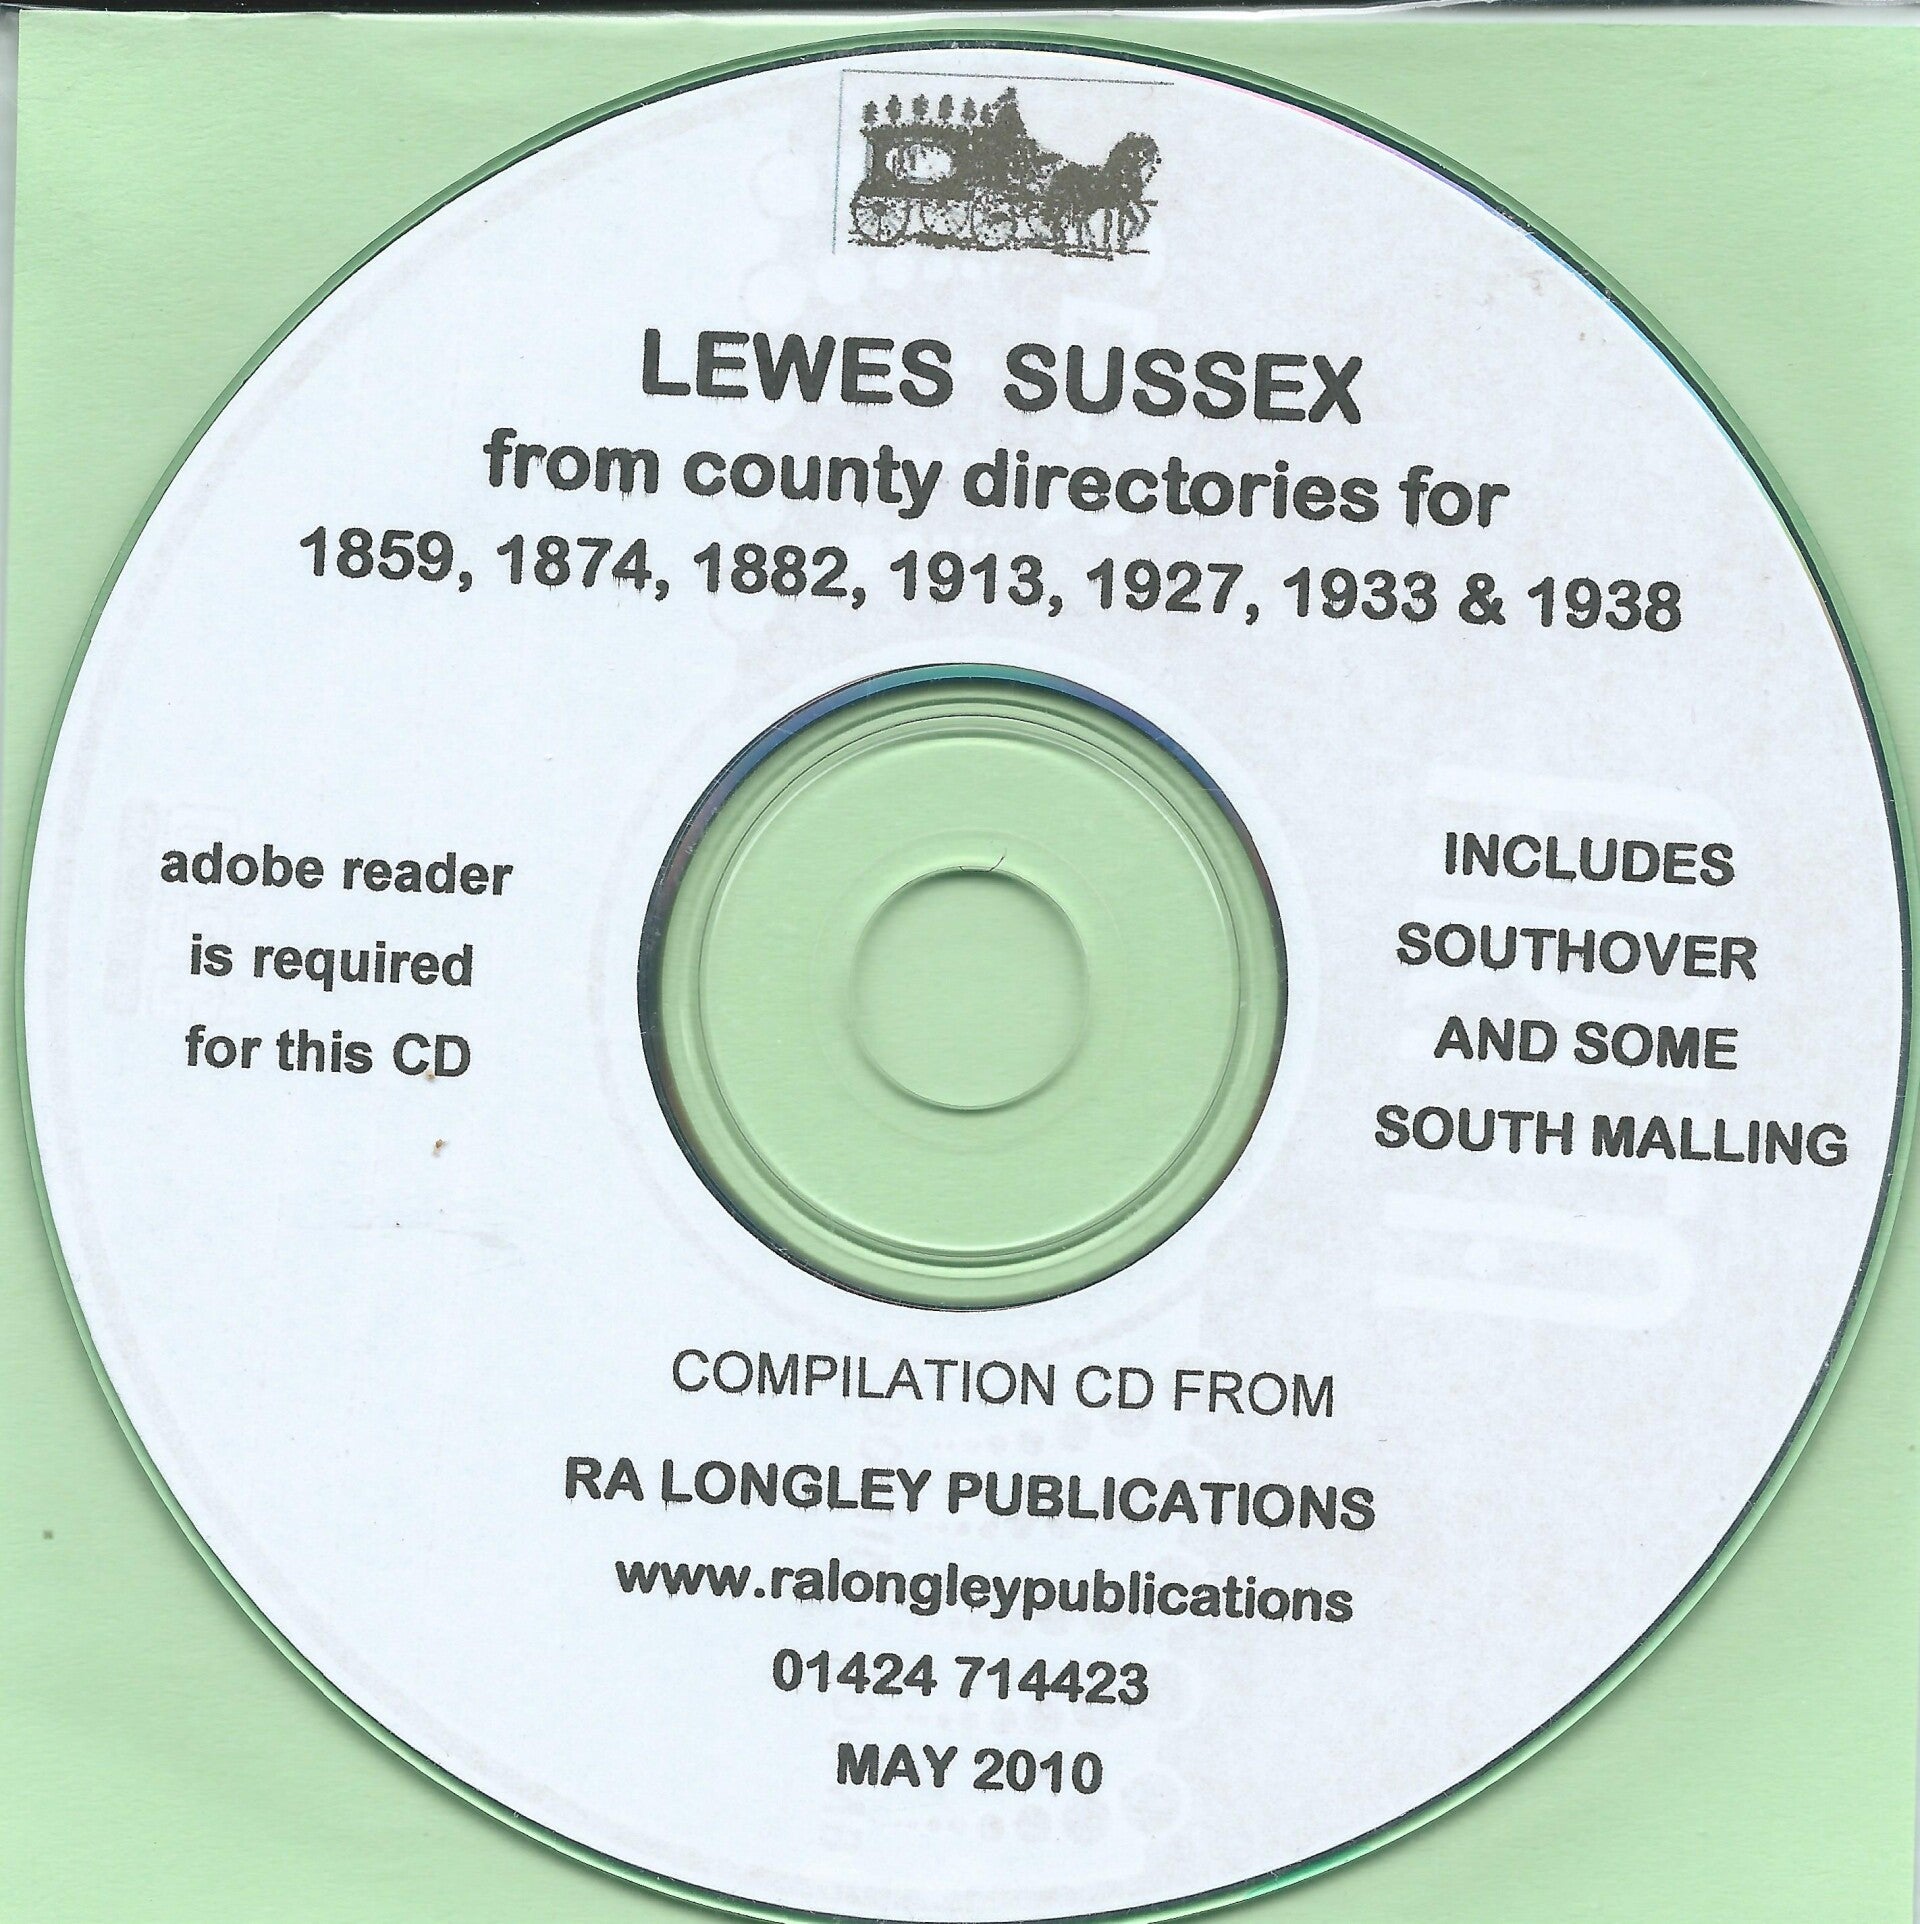 LEWES SUSSEX
from county directories for
1859, 1874, 1882, 1913, 1927, 1933 & 1938
adobe reader
is required
for this CD
INCLUDES
SOUTHOVER
AND SOME
SOUTH MALLING
COMPILATION CD FROM
RA LONGLEY PUBLICATIONS
www.ralongleypublications
01424 714423
MAY 2010